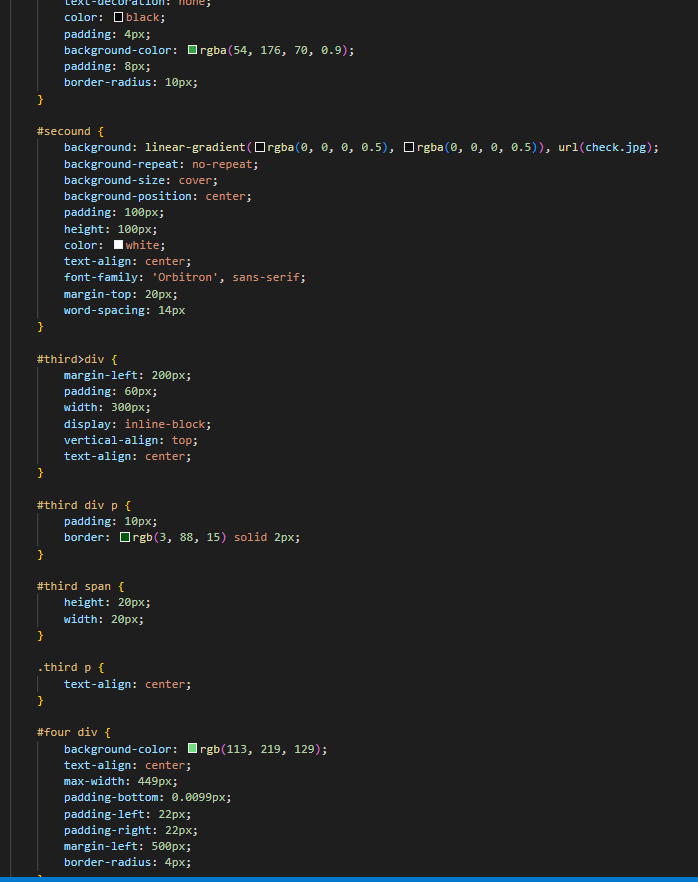 text-decoration: none;
color: black;
padding: 4px;
background-color: rgba(54, 176, 70, 0.9);
padding: 8px;
border-radius: 10px;
}
#secound {
background: linear-gradient(rgba(0, 0, 0, 0.5), rgba(0, 0, 0, 0.5)), url(check.jpg);
background-repeat: no-repeat;
background-size: cover;
background-position: center;
padding: 100px;
height: 100px;
color: white;
text-align: center;
font-family: 'Orbitron', sans-serif;
margin-top: 20px;
word-spacing: 14px
}
#third>div {
margin-left: 200px;
padding: 60px;
width: 300px;
display: inline-block;
vertical-align: top;
text-align: center;
}
#third div p {
padding: 10px;
border: rgb(3, 88, 15) solid 2px;
}
#third span {
height: 20px;
width: 20px;
}
.third p {
text-align: center;
}
#four div {
background-color: rgb(113, 219, 129);
text-align: center;
max-width: 449px;
padding-bottom: 0.0099px;
padding-left: 22px;
padding-right: 22px;
margin-left: 500px;
border-radius: 4px;
}